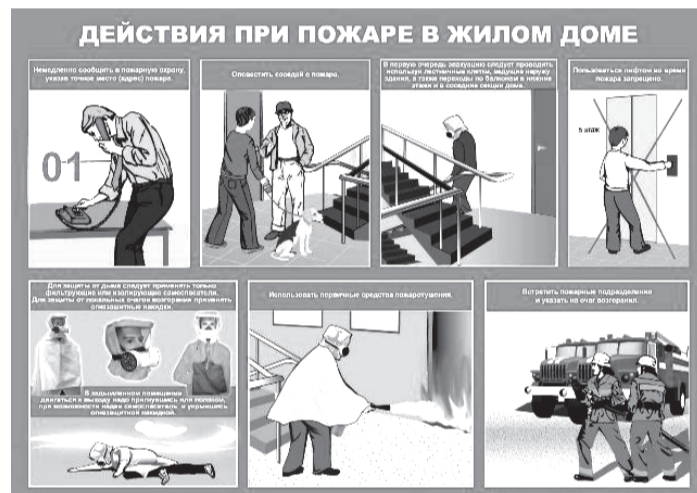 ДЕЙСТВИЯ ПРИ ПОЖАРЕ В ЖИЛОМ ДОМЕ
Немедленно сообщить в пожарную охрану,
указав точное место (адрес) пожара.
01
Оповестить соседей о пожаре.
В первую очередь эвакуацию следует проводить
используя лестничные клетки, ведущие наружу
здания, а также переходы по балконам в нижние
этажи и в соседние секции дома.
Пользоваться лифтом во время
пожара запрещено.
5 этаж
Для защиты от дыма следует применять только
фильтрующие или изолирующие самоспасатели.
Для защиты от локальных очагов возгорания применять
огнезащитные накидки.
В задымленном помещении
двигаться к выходу надо пригнувшись или ползком,
при возможности надев самоспасатель и укрывшись
огнезащитной накидкой.
Использовать первичные средства пожаротушения.
Встретить пожарные подразделения
и указать на очаг возгорания.